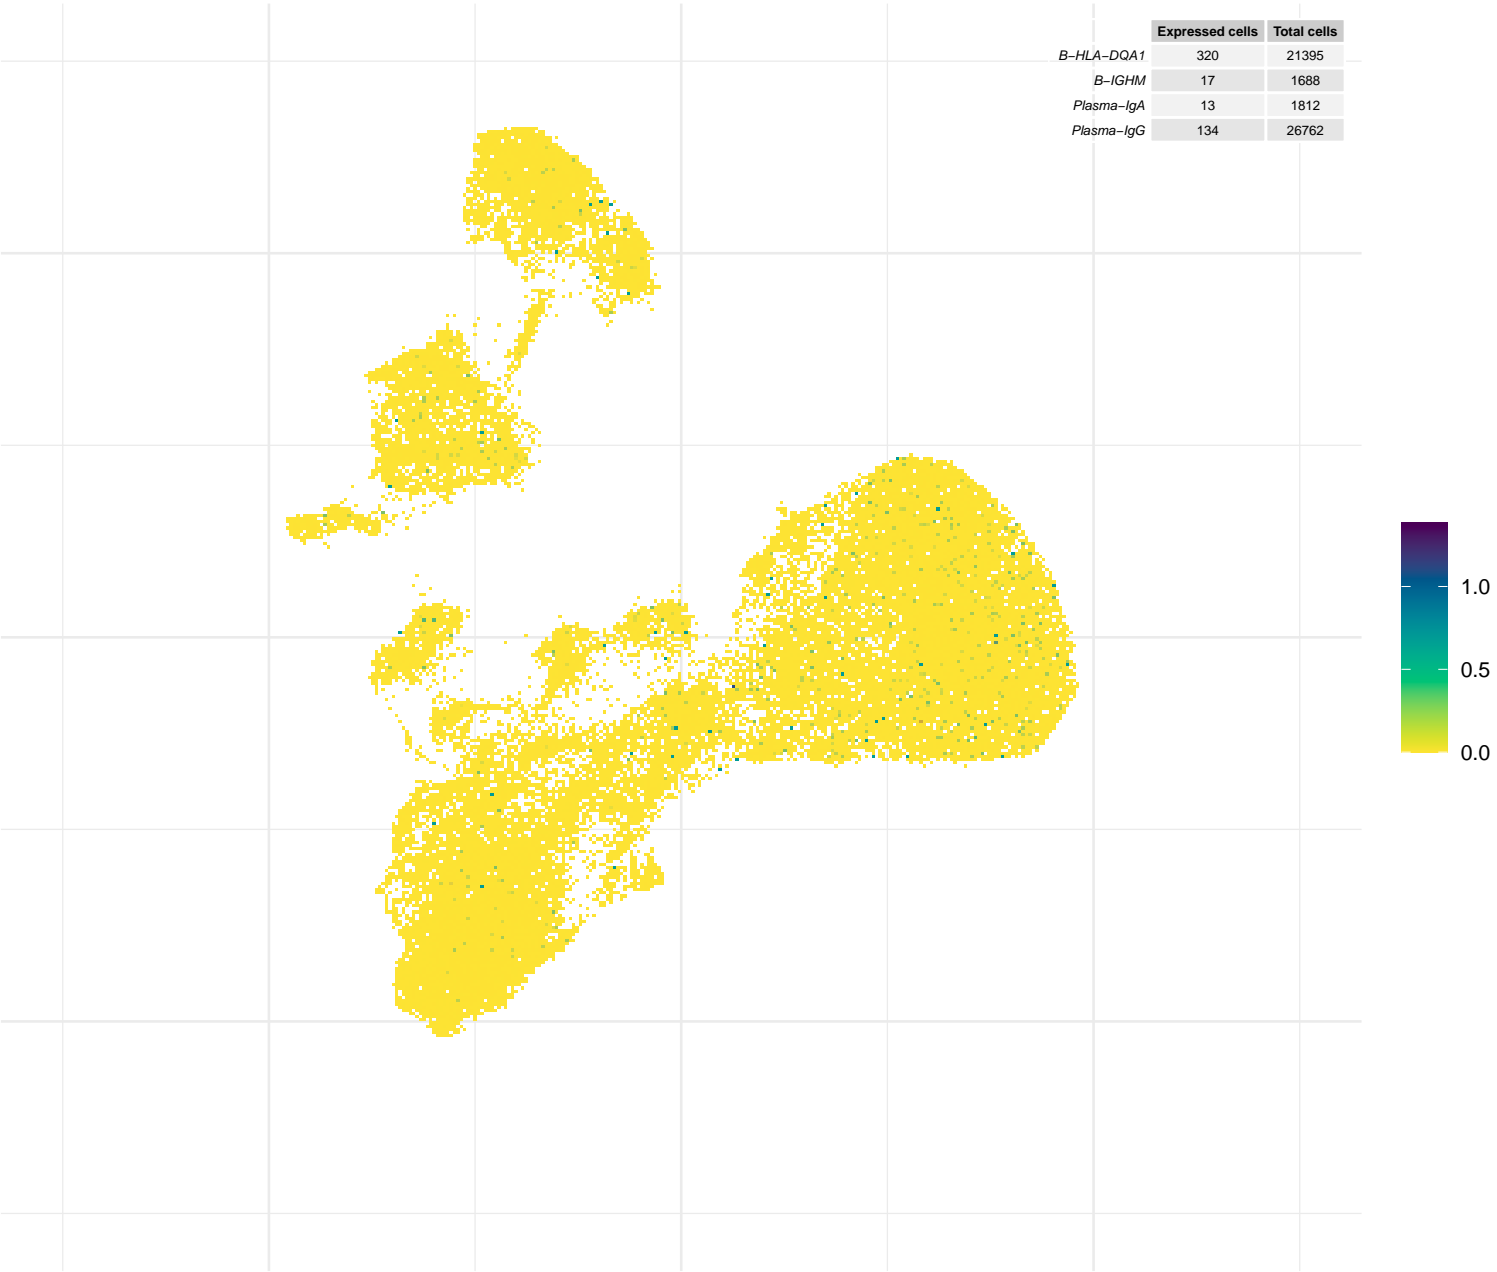 Expressed cells Total cells
B−HLA−DQA1 320 21395
B−IGHM 17 1688
Plasma−IgA 13 1812
Plasma−IgG 134 26762
1.0
0.5
0.0